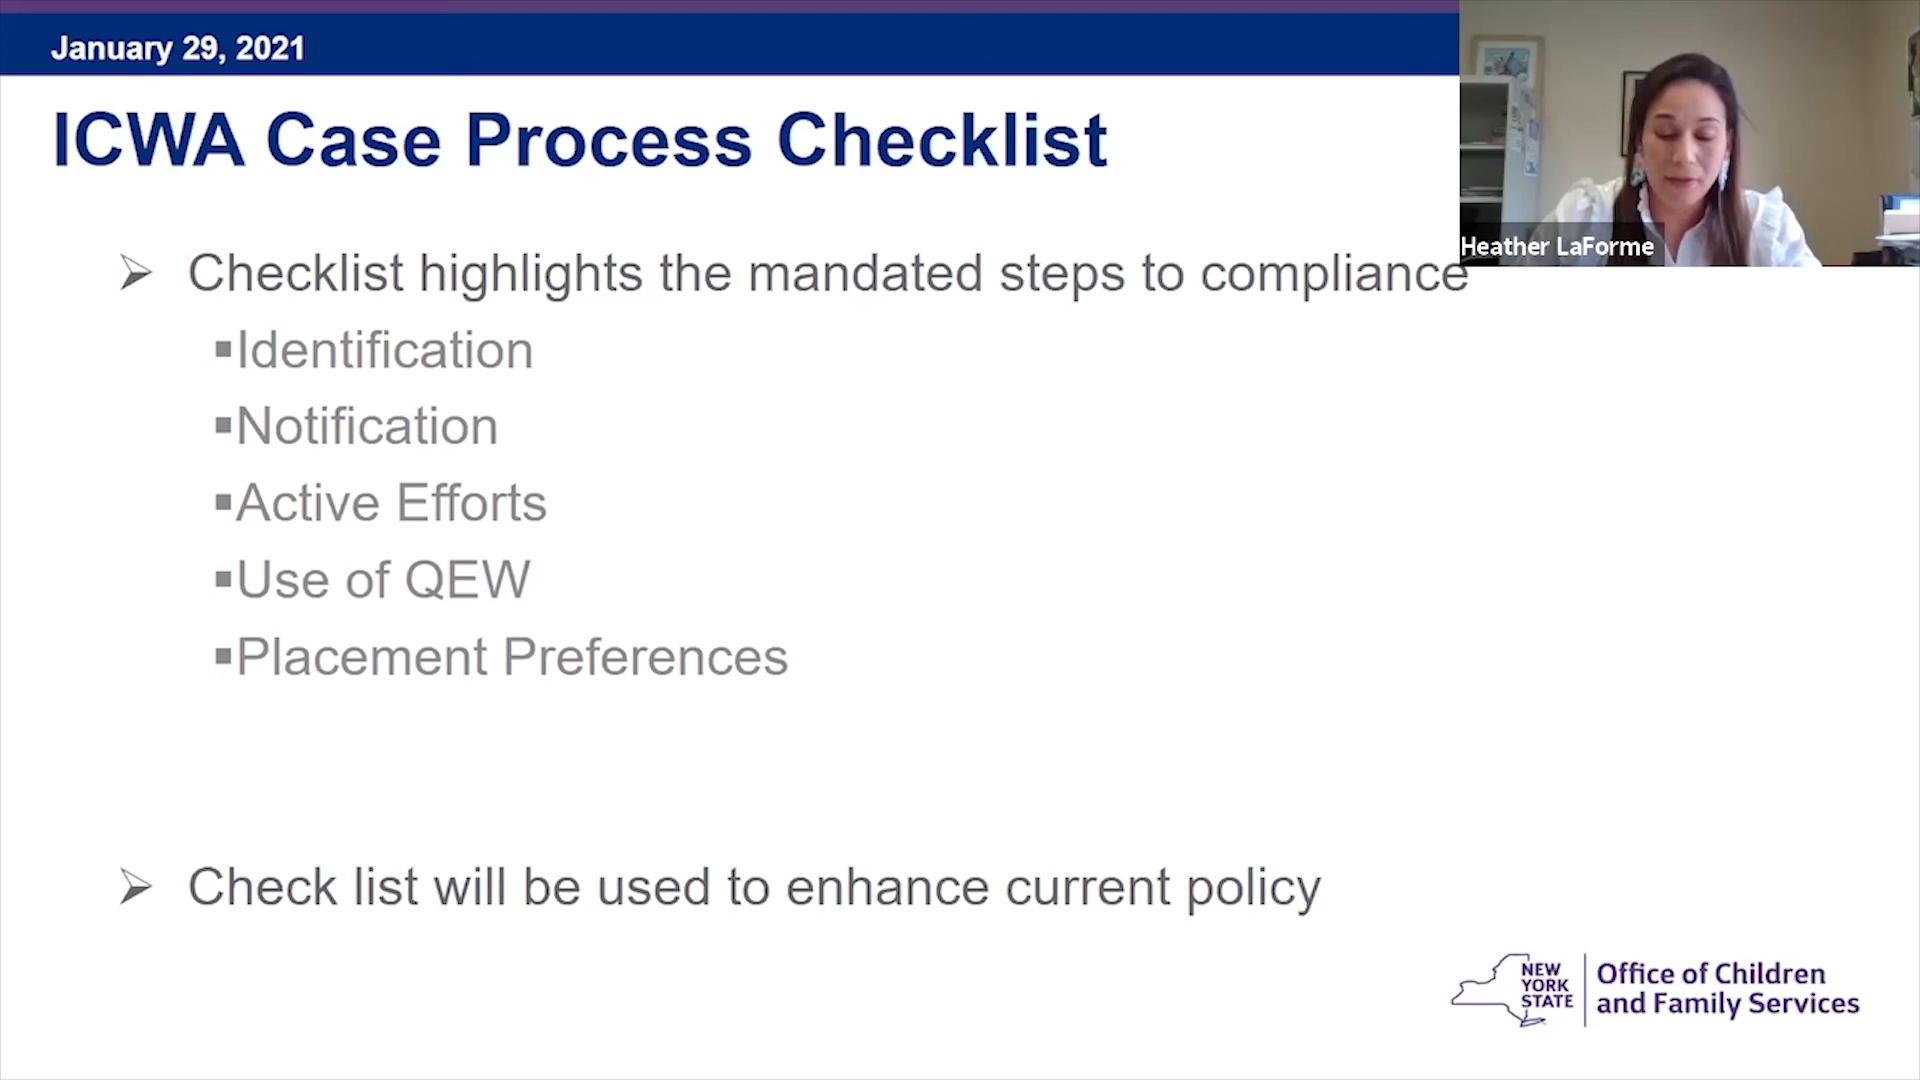 January 29, 2021
ICWA Case Process Checklist
Heather LaForme
➢ Checklist highlights the mandated steps to compliance
▪Identification
▪Notification
▪Active Efforts
▪Use of QEW
▪Placement Preferences
➢ Check list will be used to enhance current policy
NEW
YORK
STATE
Office of Children
and Family Services